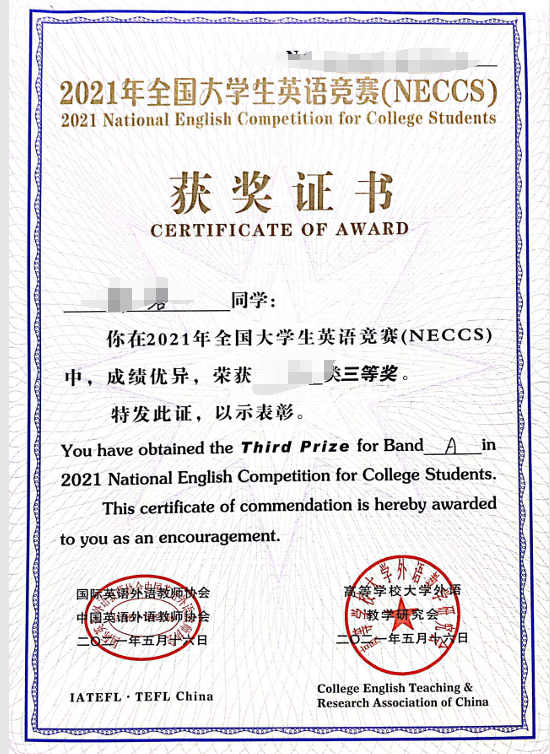 2021年全国大学生英语竞赛(NECCS)
2021 National English Competition for College Students
获奖证书
CERTIFICATE OF AWARD
同学:
你在2021年全国大学生英语竞赛(NECCS)
中，成绩优异，荣获 类三等奖。
特发此证，以示表彰。
You have obtained the Third Prize for Band A in
2021 National English Competition for College Students.
This certificate of commendation is hereby awarded
to you as an encouragement.
国际英语外语教师协会
中国英语外语教师协会
二〇二一年五月十六日
IATEFL·TEFL China
高等学校大学外语
教学研究会
二〇二一年五月十六日
College English Teaching &
Research Association of China